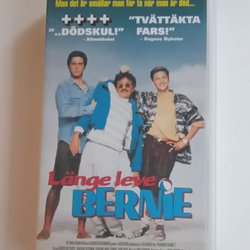 Men det är smällar man får ta när man är död...
++++
"..DÖDSKUL!"
- Aftonbladet
"TVÄTTÄKTA
FARS!"
- Dagens Nyheter
Länge leve
BERNIE